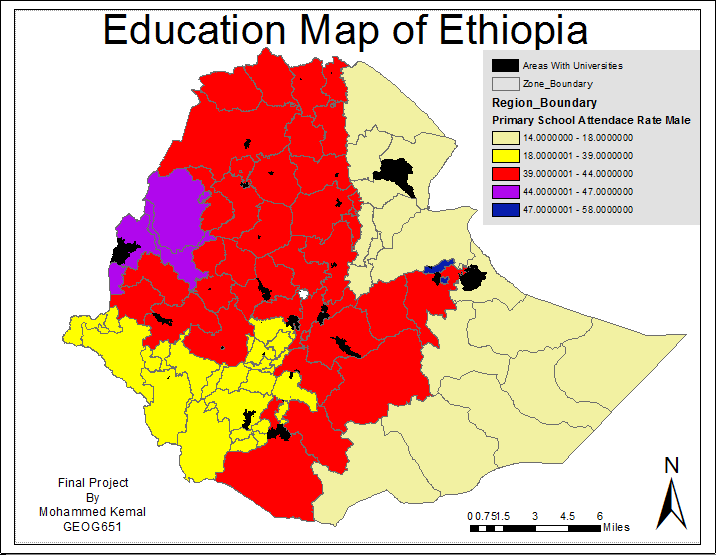 Education Map of Ethiopia
Areas With Universities
Zone_Boundary
Region_Boundary
Primary School Attendace Rate Male
14.0000000 - 18.0000000
18.0000001 - 39.0000000
39.0000001 - 44.0000000
44.0000001 - 47.0000000
47.0000001 - 58.0000000
Final Project
By
Mohammed Kemal
GEOG651
N
0 0.75 1.5 3 4.5 6
Miles